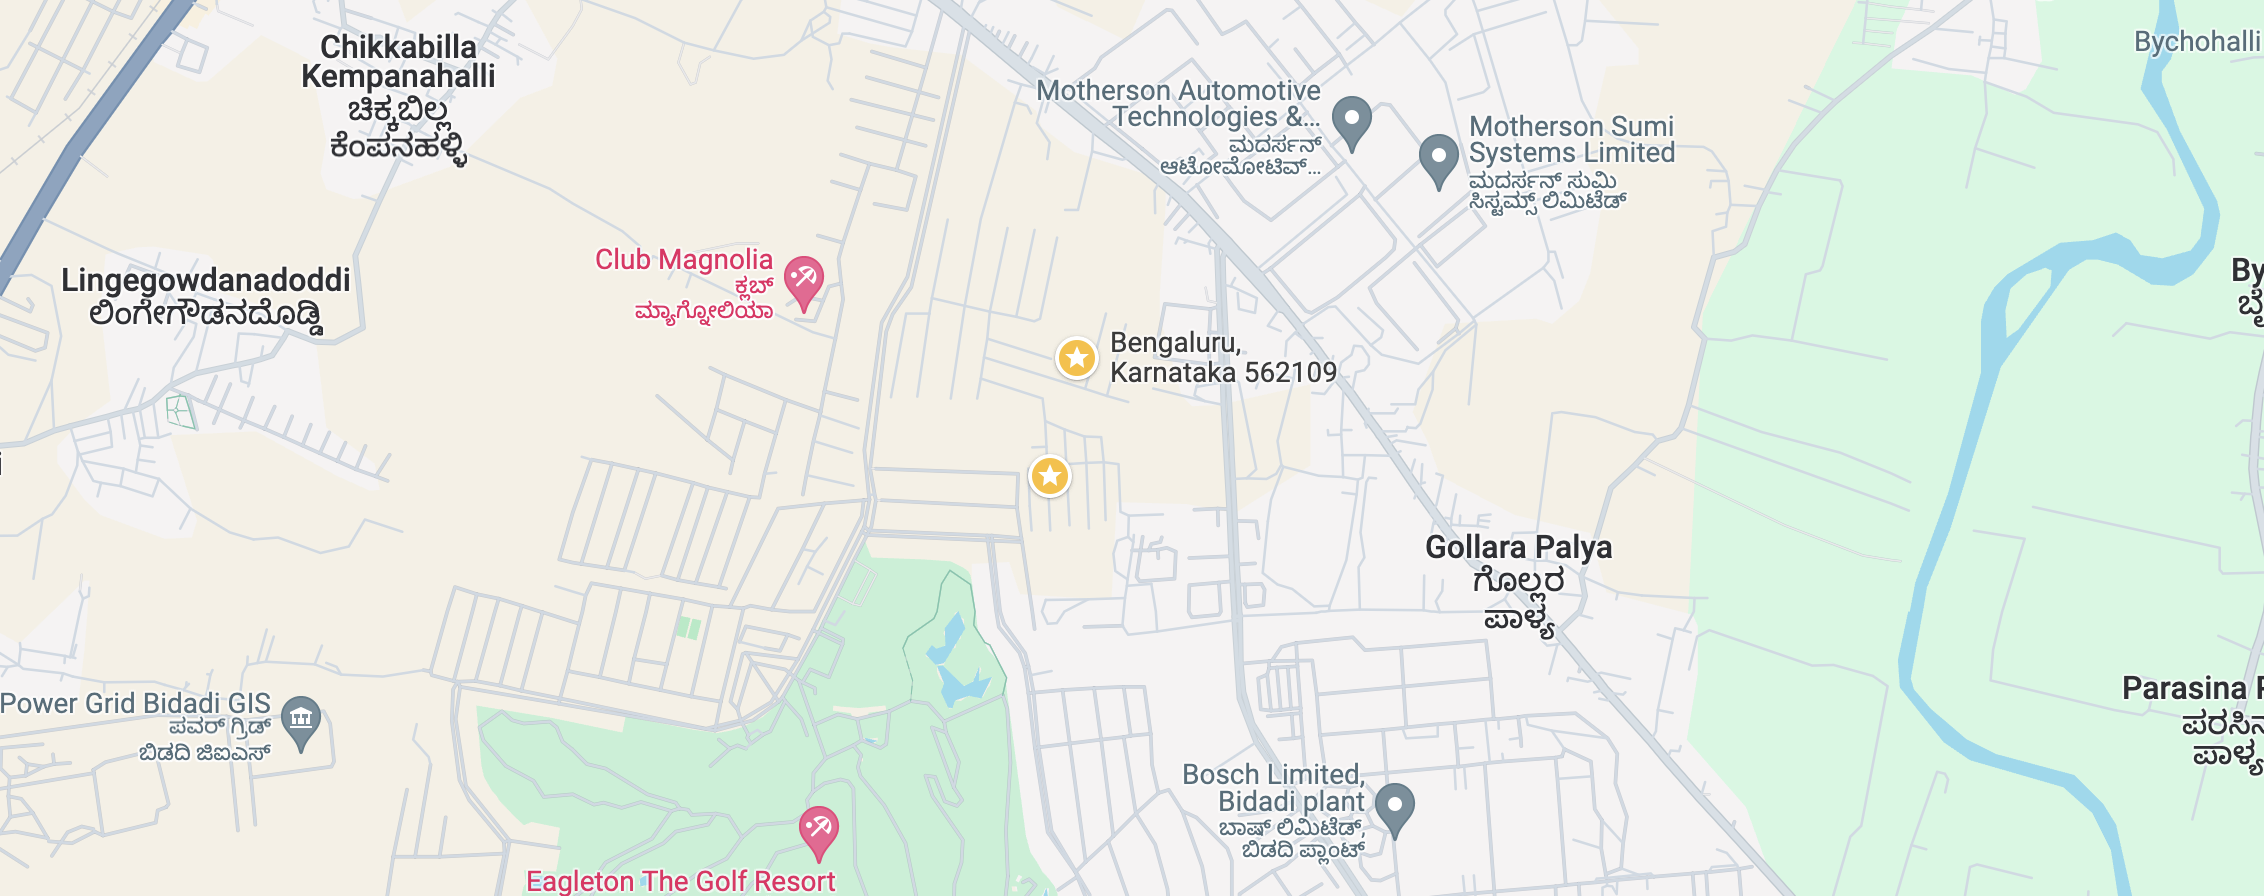 Chikkabilla
Kempanahalli
ಚಿಕ್ಕಬಿಲ್ಲ
ಕೆಂಪನಹಳ್ಳಿ
Bychohalli
Motherson Automotive
Technologies &...
ಮದರ್ಸನ್
ಆಟೋಮೋಟಿವ್...
Motherson Sumi
Systems Limited
ಮದರ್ಸನ್ ಸುಮಿ
ಸಿಸ್ಟಮ್ಸ್ ಲಿಮಿಟೆಡ್
Lingegowdanadoddi
ಲಿಂಗೇಗೌಡನದೊಡ್ಡಿ
Club Magnolia
ಕ್ಲಬ್
ಮ್ಯಾಗ್ನೋಲಿಯಾ
By
ಬೈ
Bengaluru,
Karnataka 562109
i
Gollara Palya
ಗೊಲ್ಲರ
ಪಾಳ್ಯ
Power Grid Bidadi GIS
ಪವರ್ ಗ್ರಿಡ್
ಬಿಡದಿ ಜಿಐಎಸ್
Parasina
ಪರಸಿನ
ಪಾಳ್ಯ
Bosch Limited,
Bidadi plant
ಬಾಷ್ ಲಿಮಿಟೆಡ್,
ಬಿಡದಿ ಪ್ಲಾಂಟ್
Eagleton The Golf Resort